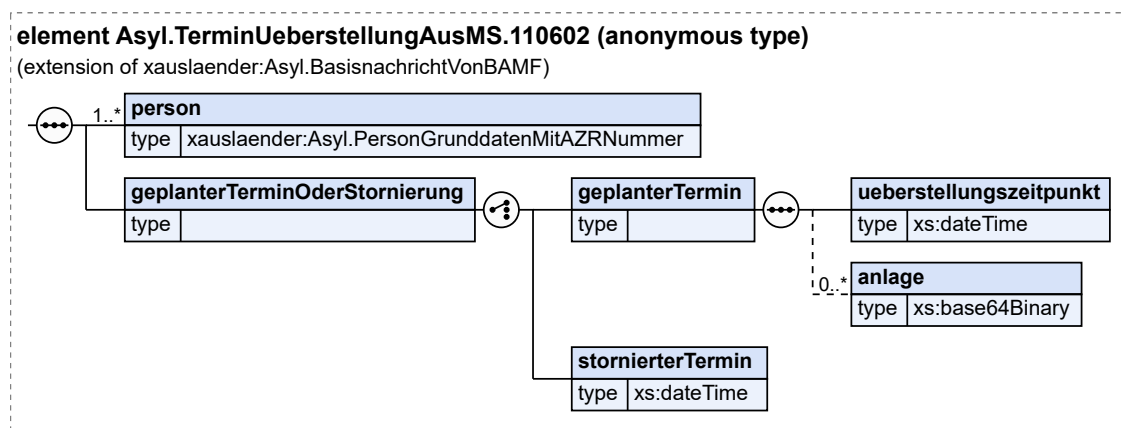 element Asyl.TerminUeberstellungAusMS.110602 (anonymous type)
(extension of xauslaender:Asyl.BasisnachrichtVonBAMF)
1..*
person
type xauslaender:Asyl.PersonGrunddatenMitAZRNummer
geplanterTerminOderStornierung
type
geplanterTermin
type
ueberstellungszeitpunkt
type xs:dateTime
0..*
anlage
type xs:base64Binary
stornierterTermin
type xs:dateTime